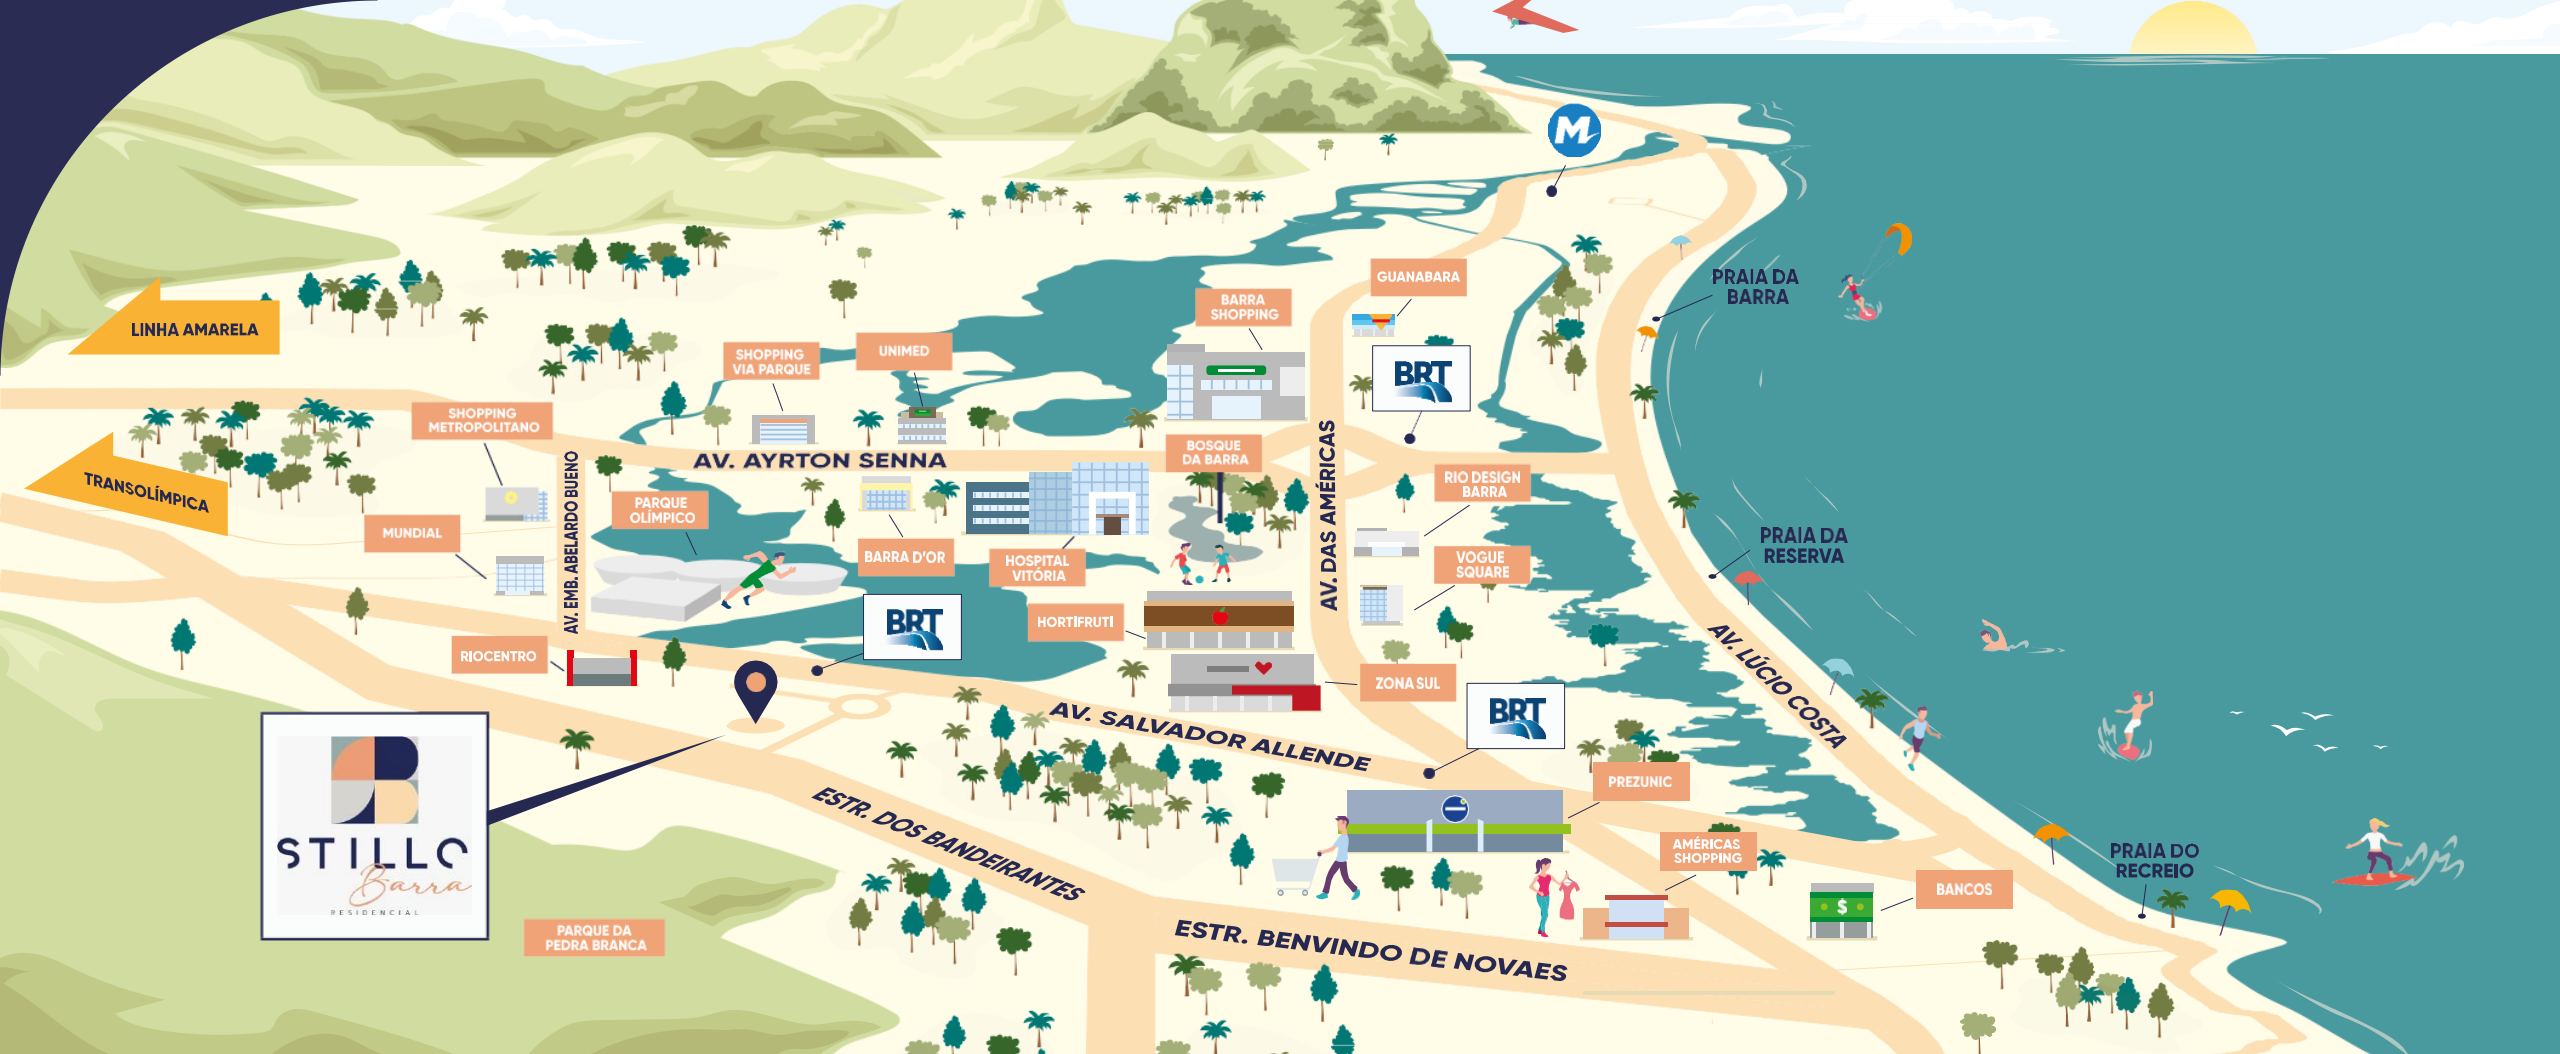 M
LINHA AMARELA
TRANSOLÍMPICA
GUANABARA
BARRA
SHOPPING
PRAIA DA
BARRA
SHOPPING
VIA PARQUE
UNIMED
BRT
SHOPPING
METROPOLITANO
AV. AYRTON SENNA
BOSQUE
DA BARRA
AV. DAS AMÉRICAS
RIO DESIGN
BARRA
AV. EMB. ABELARDO BUENO
PARQUE
OLÍMPICO
MUNDIAL
BARRA D'OR
HOSPITAL
VITÓRIA
VOGUE
SQUARE
PRAIA DA
RESERVA
HORTIFRUTI
BRT
RIOCENTRO
ZONA SUL
AV. LÚCIO COSTA
BRT
AV. SALVADOR ALLENDE
PREZUNIC
ESTR. DOS BANDEIRANTES
AMÉRICAS
SHOPPING
PRAIA DO
RECREIO
STILLO
Barra
RESIDENCIAL
BANCOS
$
PARQUE DA
PEDRA BRANCA
ESTR. BENVINDO DE NOVAES